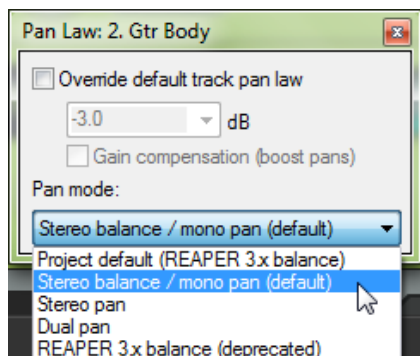 Pan Law: 2. Gtr Body
Override default track pan law
-3.0 dB
Gain compensation (boost pans)
Pan mode:
Stereo balance / mono pan (default)
Project default (REAPER 3.x balance)
Stereo balance / mono pan (default)
Stereo pan
Dual pan
REAPER 3.x balance (deprecated)